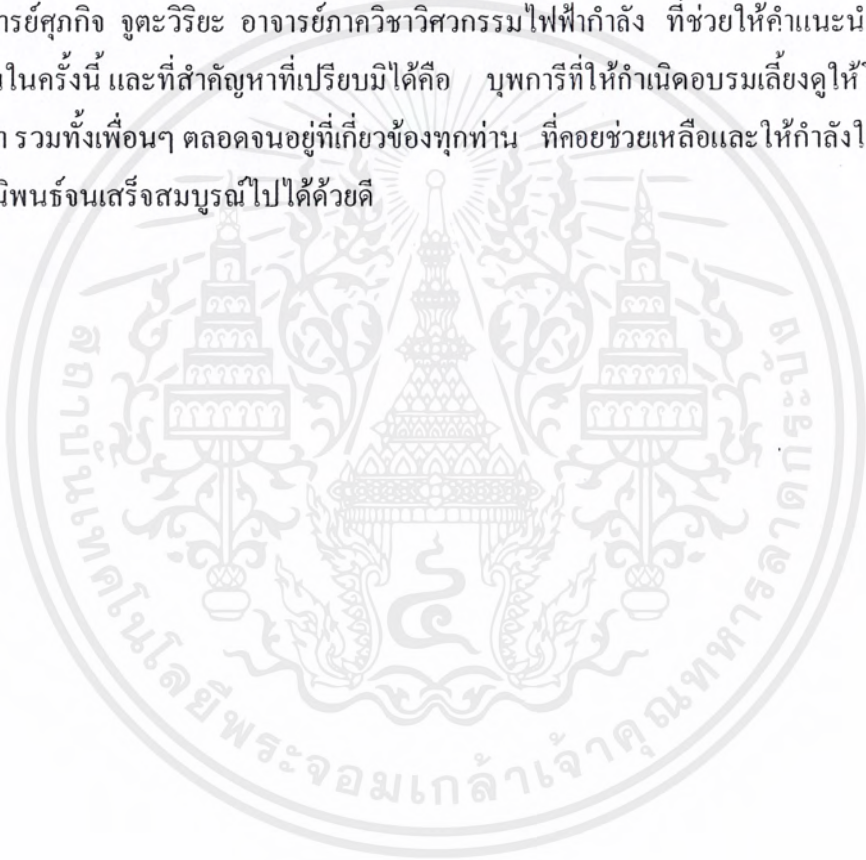 ารย์ศุภกิจ จูตะวิริยะ อาจารย์ภาควิชาวิศวกรรมไฟฟ้ากำลัง ที่ช่วยให้คำแนะนำ
นในครั้งนี้ และที่สำคัญหาที่เปรียบมิได้คือ บุพการีที่ให้กำเนิดอบรมเลี้ยงดูให้
า รวมทั้งเพื่อนๆ ตลอดจนอยู่ที่เกี่ยวข้องทุกท่าน ที่คอยช่วยเหลือและให้กำลังใ
นิพนธ์จนเสร็จสมบูรณ์ไปได้ด้วยดี
สถาบันเทคโนโลยีพระจอมเกล้าเจ้าคุณทหารลาดกระบัง